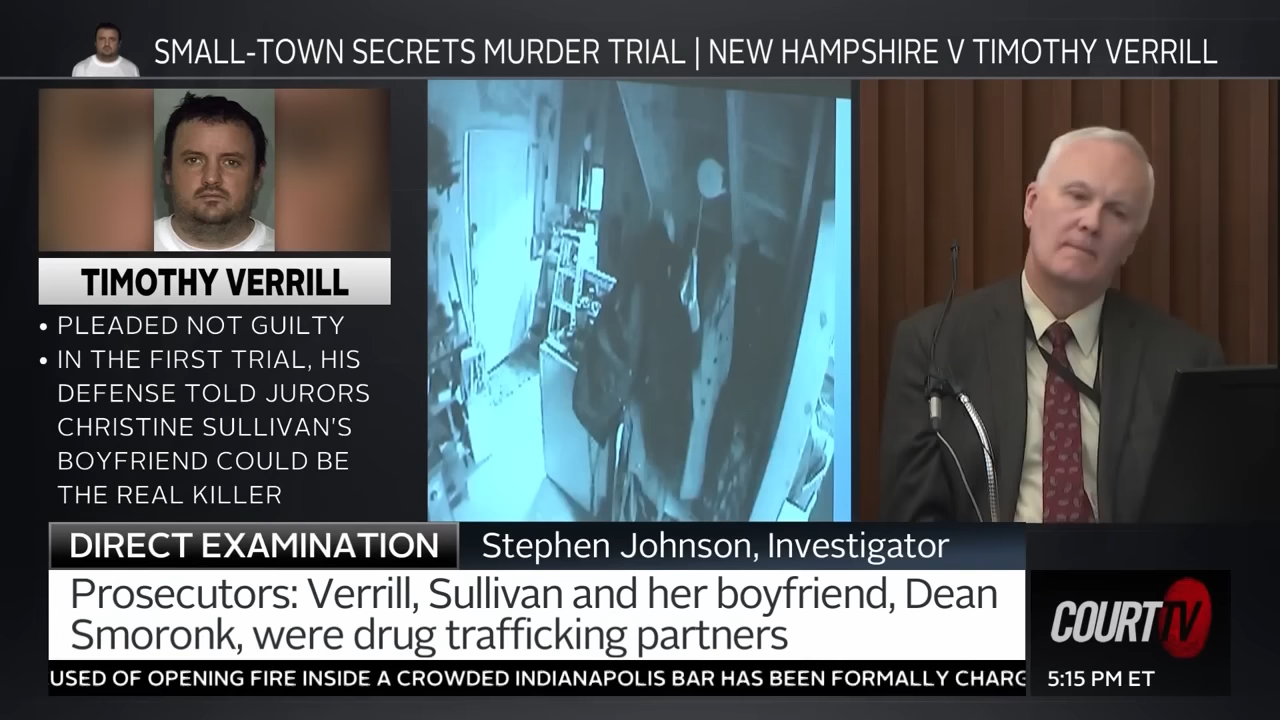 SMALL-TOWN SECRETS MURDER TRIAL | NEW HAMPSHIRE V TIMOTHY VERRILL
TIMOTHY VERRILL
• PLEADED NOT GUILTY
• IN THE FIRST TRIAL, HIS
DEFENSE TOLD JURORS
CHRISTINE SULLIVAN'S
BOYFRIEND COULD BE
THE REAL KILLER
DIRECT EXAMINATION
Stephen Johnson, Investigator
Prosecutors: Verrill, Sullivan and her boyfriend, Dean
Smoronk, were drug trafficking partners
COURT TV
USED OF OPENING FIRE INSIDE A CROWDED INDIANAPOLIS BAR HAS BEEN FORMALLY CHARG
5:15 PM ET